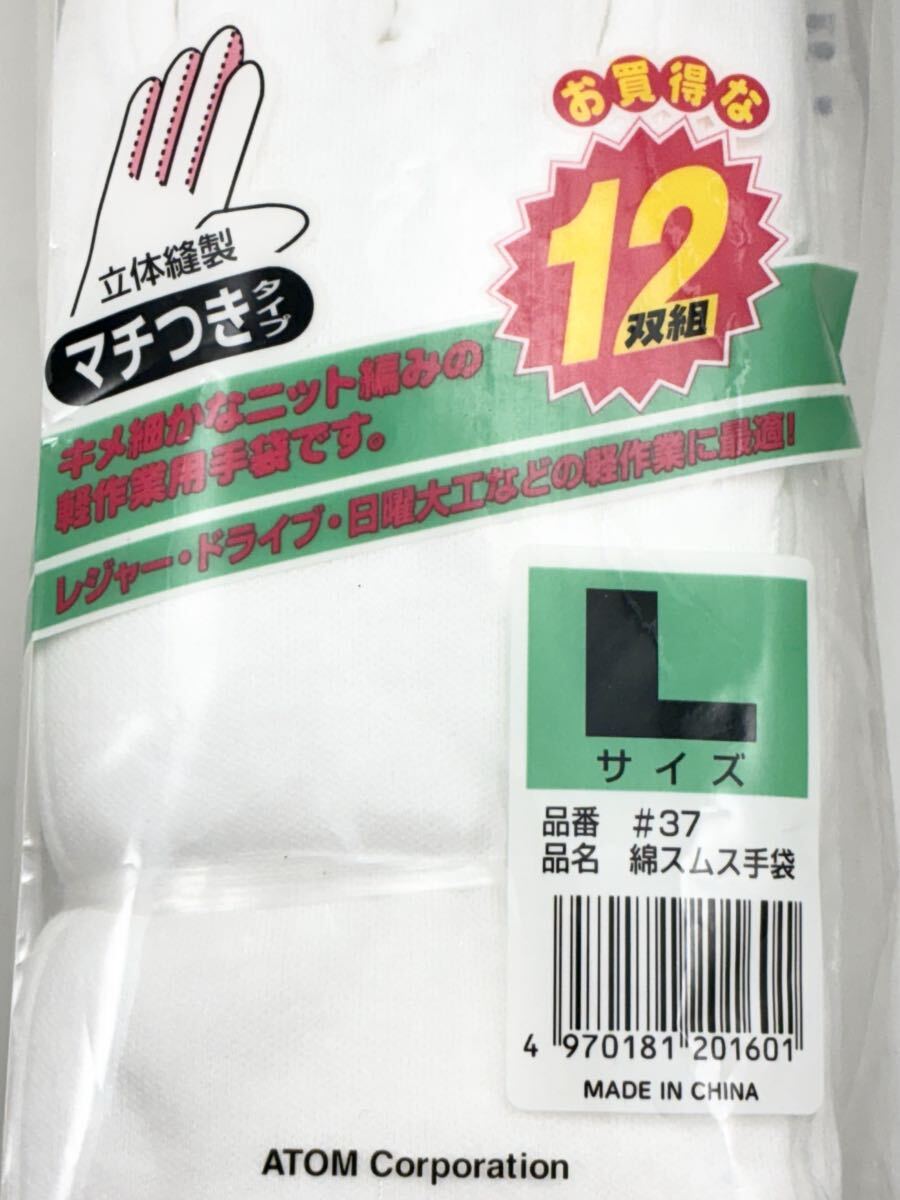 お買得な
12
双組
立体縫製
マチつきタイプ
キメ細かなニット編みの
軽作業用手袋です。
レジャー・ドライブ・日曜大工などの軽作業に最適!
L
サイズ
品番 #37
品名 綿スムス手袋
4 970181 201601
MADE IN CHINA
ATOM Corporation